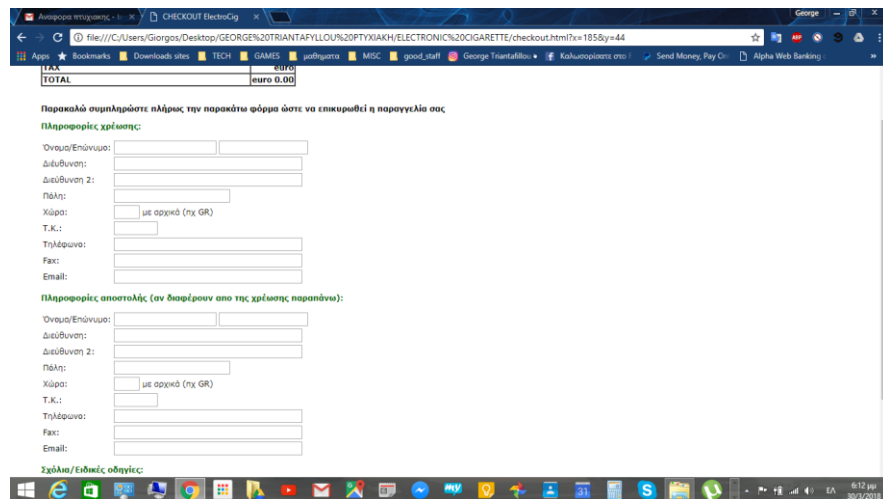 Αναφορα πτυχιακης - t
CHECKOUT ElectroCig
George
file:///C:/Users/Giorgos/Desktop/GEORGE%20TRIANTAFYLLOU%20PTYXIAKH/ELECTRONIC%20CIGARETTE/checkout.html?x=185&y=44
Apps Bookmarks Downloads sites TECH GAMES μαθηματα MISC good_staff George Triantafillou Καλωσορίσατε στο Send Money, Pay On Alpha Web Banking
TAX euro
TOTAL euro 0.00
Παρακαλώ συμπληρώστε πλήρως την παρακάτω φόρμα ώστε να επικυρωθεί η παραγγελία σας
Πληροφορίες χρέωσης:
Όνομα/Επώνυμο:
Διεύθυνση:
Διεύθυνση 2:
Πόλη:
Χώρα: με αρχικά (πχ GR)
Τ.Κ.:
Τηλέφωνο:
Fax:
Email:
Πληροφορίες αποστολής (αν διαφέρουν απο της χρέωσης παραπάνω):
Όνομα/Επώνυμο:
Διεύθυνση:
Διεύθυνση 2:
Πόλη:
Χώρα: με αρχικά (πχ GR)
Τ.Κ.:
Τηλέφωνο:
Fax:
Email:
Σχόλια/Ειδικές οδηγίες:
ΕΛ
6:12 μμ
30/3/2018